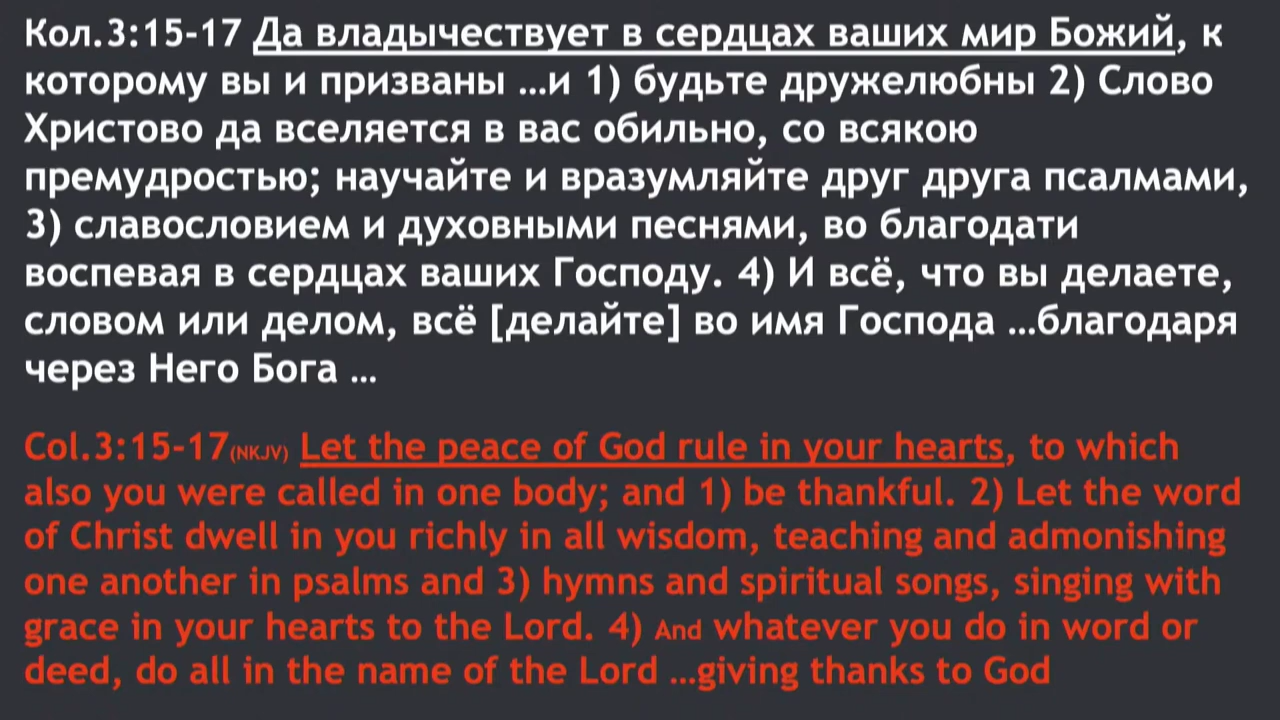 Кол.3:15-17 Да владычествует в сердцах ваших мир Божий, к
которому вы и призваны ...и 1) будьте дружелюбны 2) Слово
Христово да вселяется в вас обильно, со всякою
премудростью; научайте и вразумляйте друг друга псалмами,
3) славословием и духовными песнями, во благодати
воспевая в сердцах ваших Господу. 4) И всё, что вы делаете,
словом или делом, всё [делайте] во имя Господа ...благодаря
через Него Бога ...
Col.3:15-17(NKJV) Let the peace of God rule in your hearts, to which
also you were called in one body; and 1) be thankful. 2) Let the word
of Christ dwell in you richly in all wisdom, teaching and admonishing
one another in psalms and 3) hymns and spiritual songs, singing with
grace in your hearts to the Lord. 4) And whatever you do in word or
deed, do all in the name of the Lord ...giving thanks to God